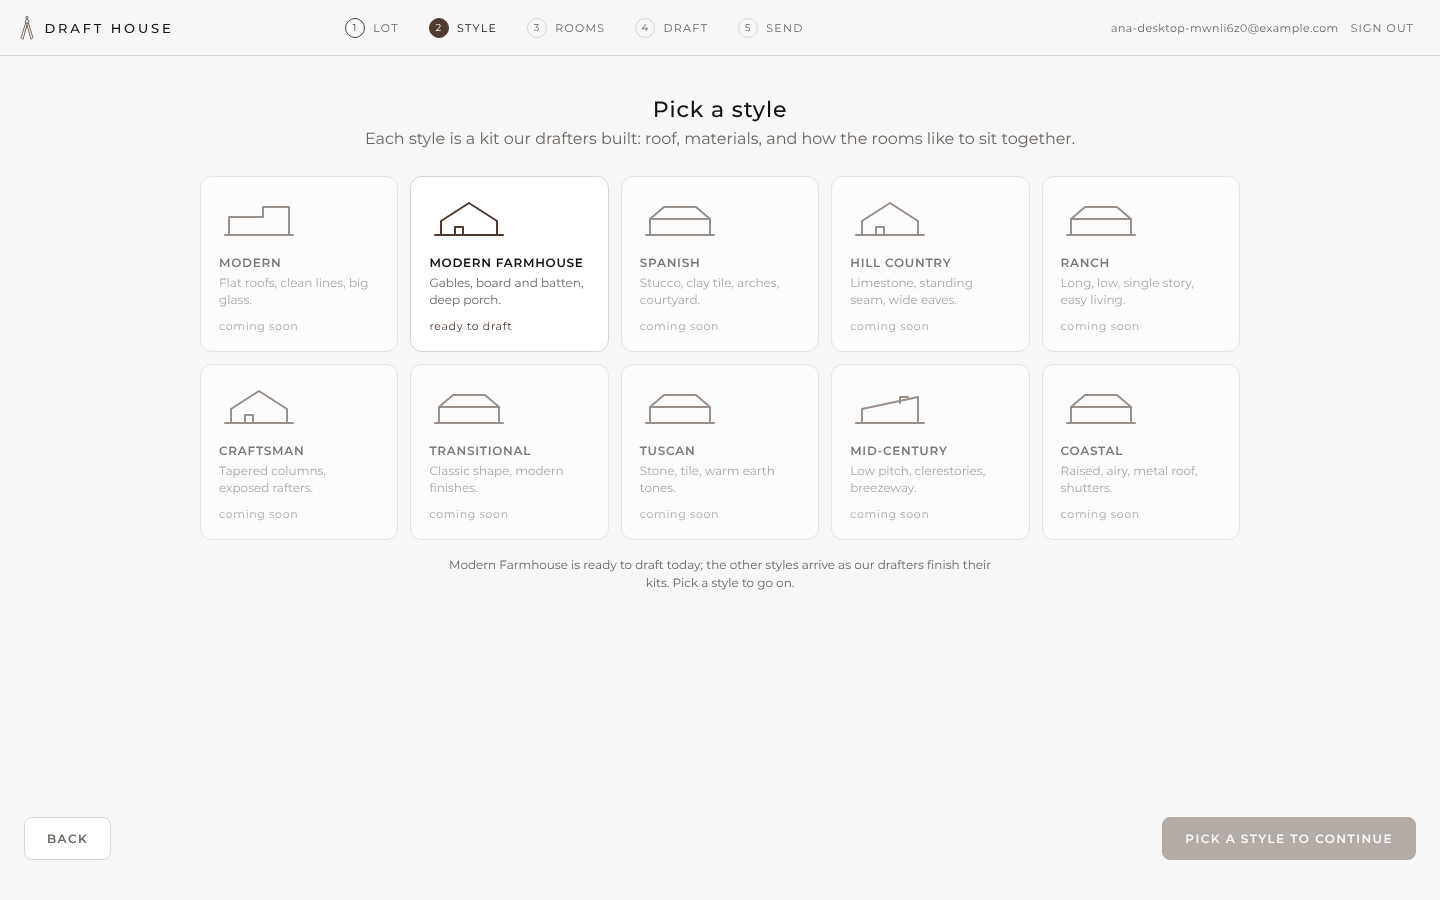 DRAFT HOUSE
1 LOT
2 STYLE
3 ROOMS
4 DRAFT
5 SEND
ana-desktop-mwnii6z0@example.com
SIGN OUT
Pick a style
Each style is a kit our drafters built: roof, materials, and how the rooms like to sit together.
MODERN
Flat roofs, clean lines, big
glass.
coming soon
MODERN FARMHOUSE
Gables, board and batten,
deep porch.
ready to draft
SPANISH
Stucco, clay tile, arches,
courtyard.
coming soon
HILL COUNTRY
Limestone, standing
seam, wide eaves.
coming soon
RANCH
Long, low, single story,
easy living.
coming soon
CRAFTSMAN
Tapered columns,
exposed rafters.
coming soon
TRANSITIONAL
Classic shape, modern
finishes.
coming soon
TUSCAN
Stone, tile, warm earth
tones.
coming soon
MID-CENTURY
Low pitch, clerestories,
breezeway.
coming soon
COASTAL
Raised, airy, metal roof,
shutters.
coming soon
Modern Farmhouse is ready to draft today; the other styles arrive as our drafters finish their
kits. Pick a style to go on.
BACK
PICK A STYLE TO CONTINUE